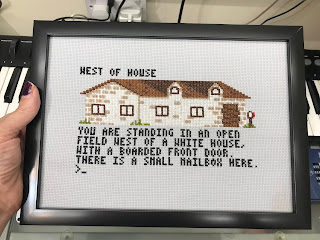 WEST OF HOUSE
YOU ARE STANDING IN AN OPEN
FIELD WEST OF A WHITE HOUSE,
WITH A BOARDED FRONT DOOR.
THERE IS A SMALL MAILBOX HERE.
>_